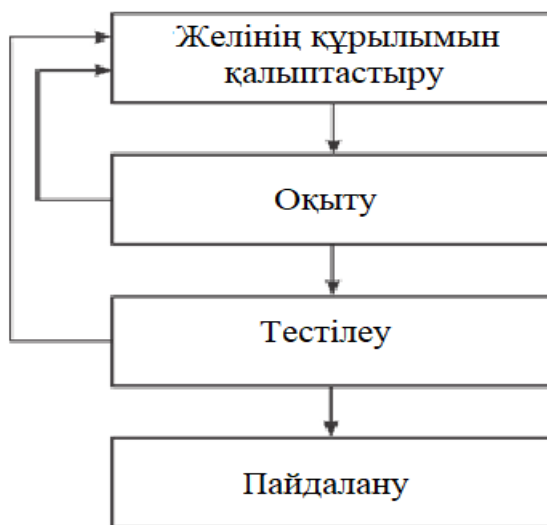 Желінің құрылымын
қалыптастыру
Оқыту
Тестілеу
Пайдалану